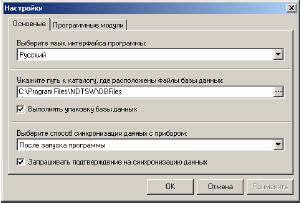 Настройки
Основные
Программные модули
Выберите язык интерфейса программы:
Русский
Укажите путь к каталогу, где расположены файлы базы данных:
C:\Program Files\NDTSW\DBFiles
...
Выполнять упаковку базы данных
Выберите способ синхронизации данных с прибором:
После запуска программы
Запрашивать подтверждение на синхронизацию данных
OK
Отмена
Применить